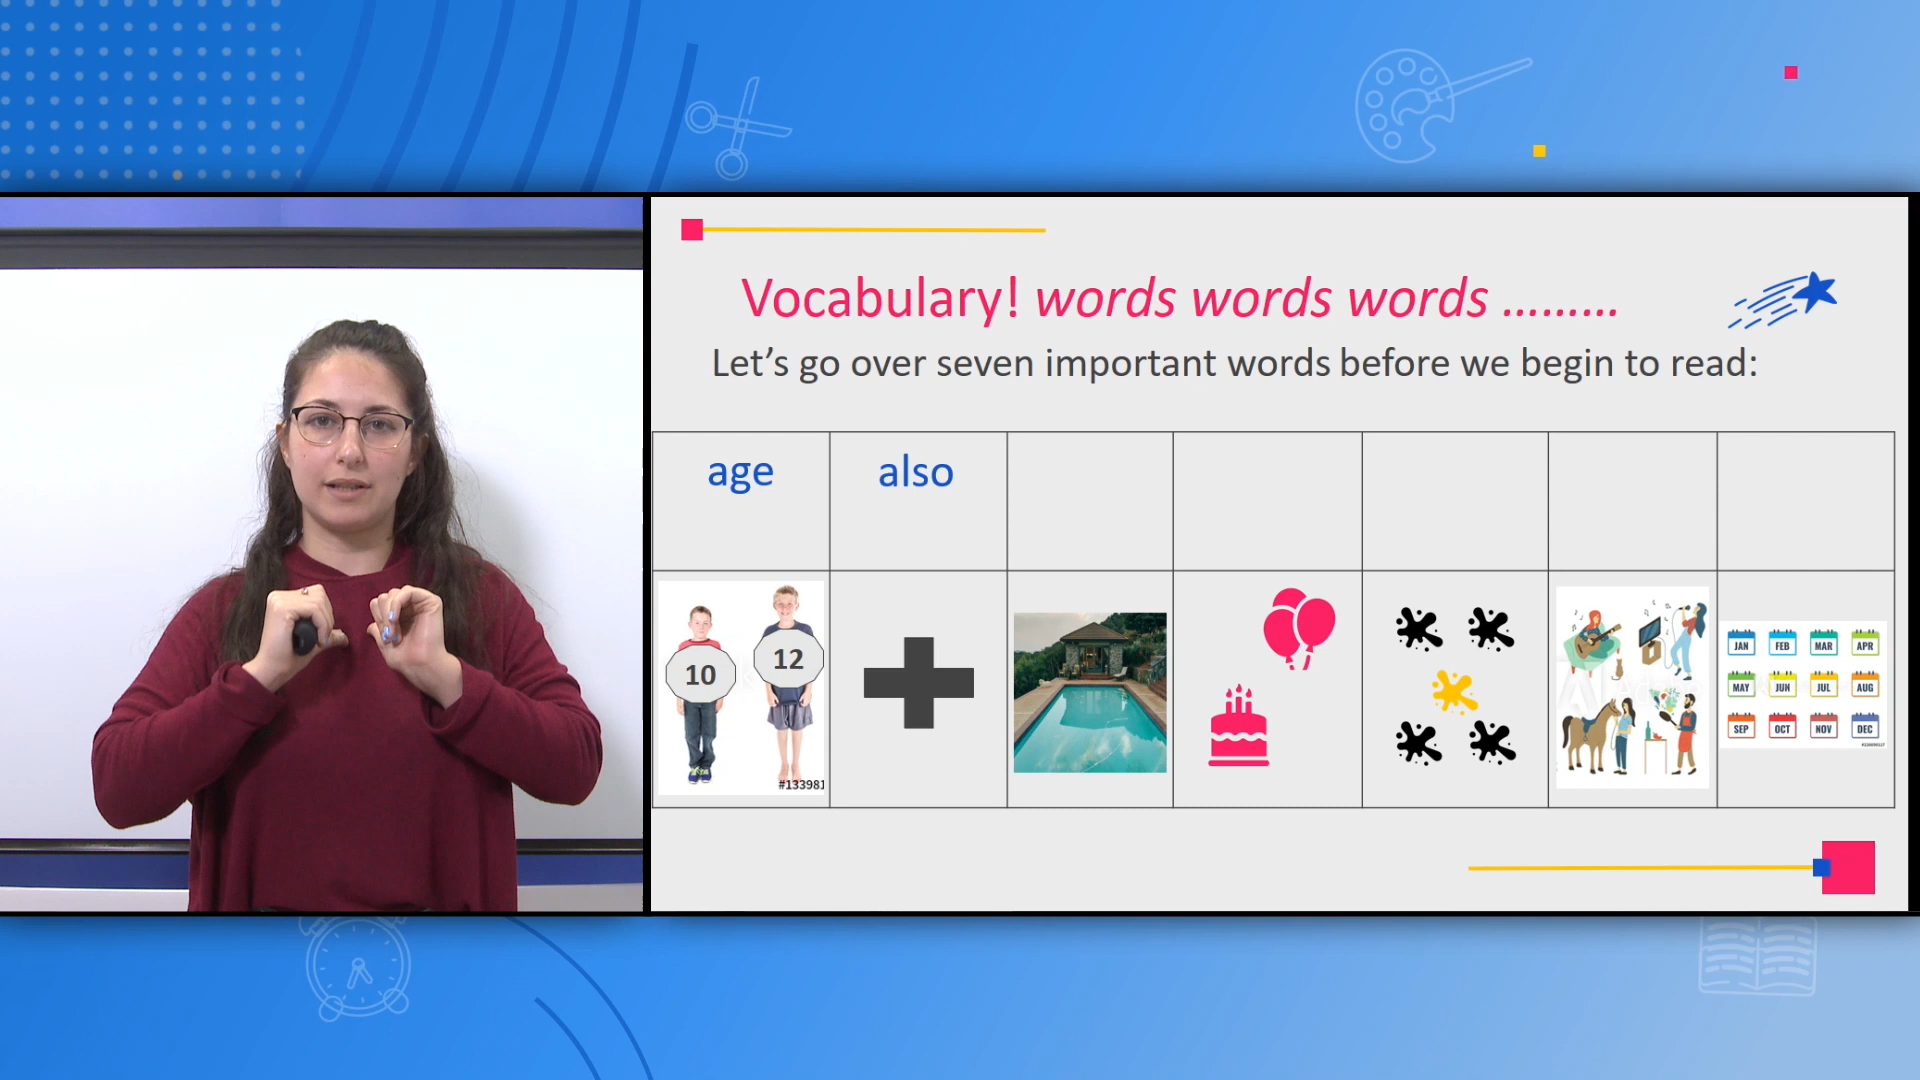 Vocabulary! words words words .........
Let's go over seven important words before we begin to read:
age also
10 12
#133981
JAN FEB MAR APR
MAY JUN JUL AUG
SEP OCT NOV DEC